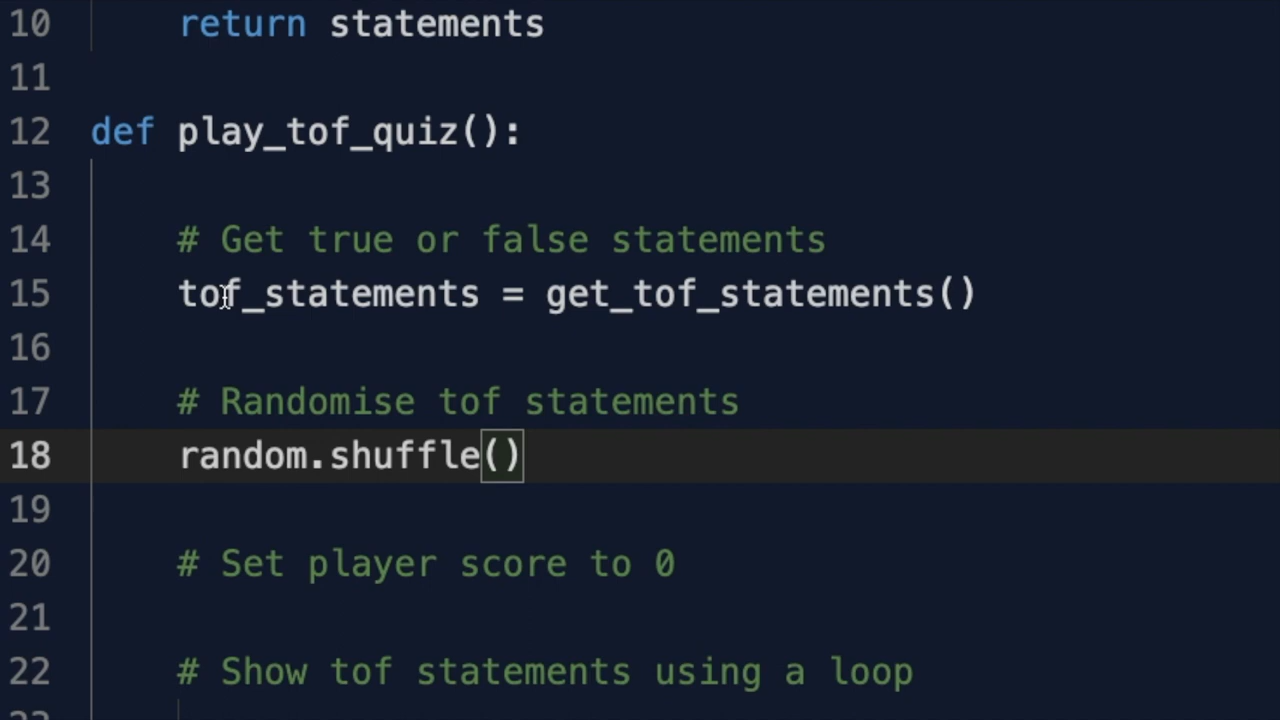 10 return statements
11
12 def play_tof_quiz():
13
14 # Get true or false statements
15 tof_statements = get_tof_statements()
16
17 # Randomise tof statements
18 random.shuffle()
19
20 # Set player score to 0
21
22 # Show tof statements using a loop